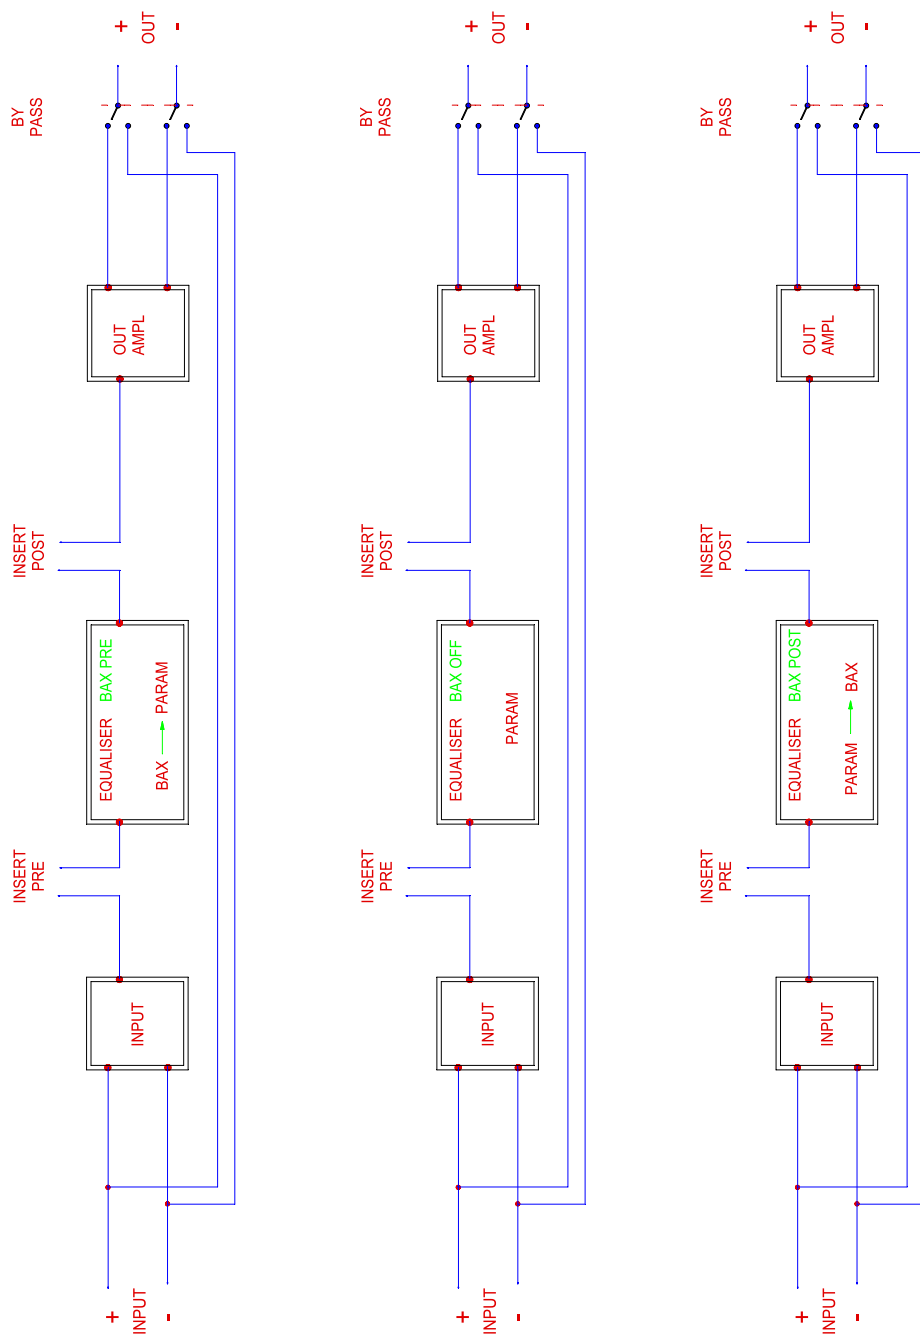 +
INPUT
-
INPUT
INSERT
PRE
EQUALISER BAX PRE
BAX PARAM
INSERT
POST
OUT
AMPL
BY
PASS
+
OUT
-
+
INPUT
-
INPUT
INSERT
PRE
EQUALISER BAX OFF
PARAM
INSERT
POST
OUT
AMPL
BY
PASS
+
OUT
-
+
INPUT
-
INPUT
INSERT
PRE
EQUALISER BAX POST
PARAM BAX
INSERT
POST
OUT
AMPL
BY
PASS
+
OUT
-